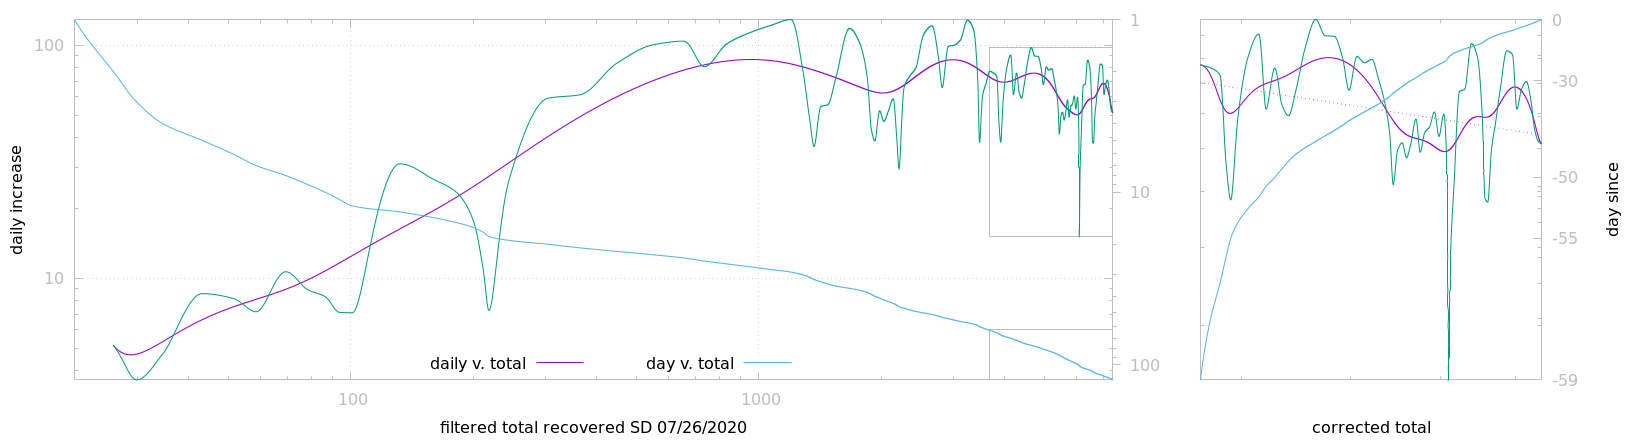 100
10
daily increase
daily v. total
day v. total
100
1000
filtered total recovered SD 07/26/2020
1
10
100
0
-30
-50
-55
-59
day since
corrected total